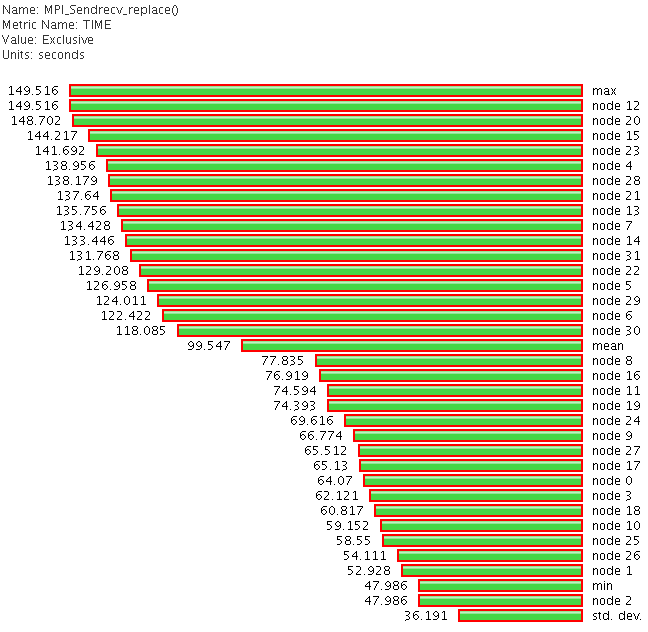 Name: MPI_Sendrecv_replace()
Metric Name: TIME
Value: Exclusive
Units: seconds
149.516 max
149.516 node 12
148.702 node 20
144.217 node 15
141.692 node 23
138.956 node 4
138.179 node 28
137.64 node 21
135.756 node 13
134.428 node 7
133.446 node 14
131.768 node 31
129.208 node 22
126.958 node 5
124.011 node 29
122.422 node 6
118.085 node 30
99.547 mean
77.835 node 8
76.919 node 16
74.594 node 11
74.393 node 19
69.616 node 24
66.774 node 9
65.512 node 27
65.13 node 17
64.07 node 0
62.121 node 3
60.817 node 18
59.152 node 10
58.55 node 25
54.111 node 26
52.928 node 1
47.986 min
47.986 node 2
36.191 std. dev.